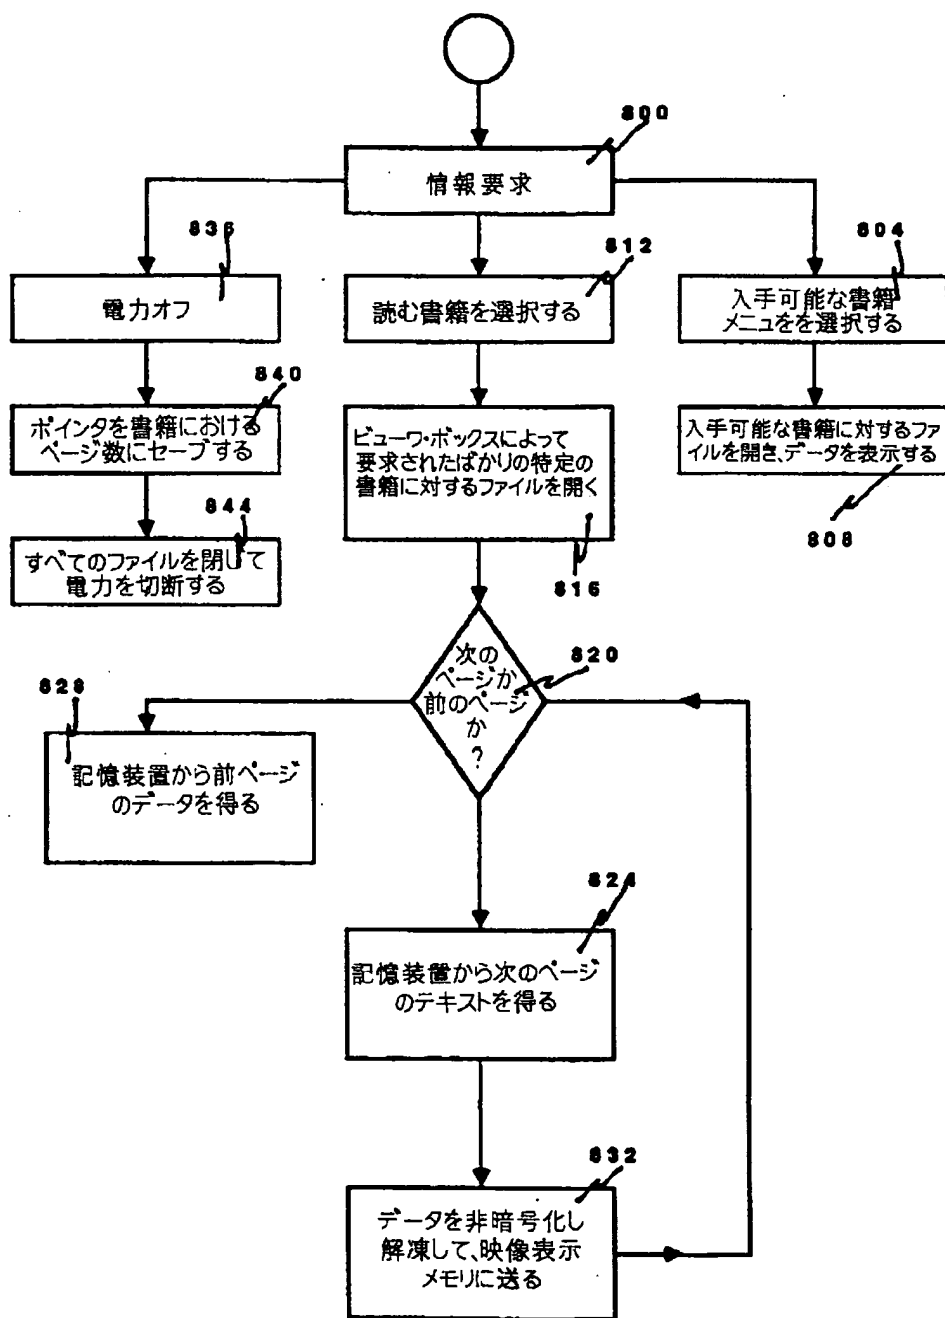 800
情報要求
836
電力オフ
812
読む書籍を選択する
804
入手可能な書籍
メニュをを選択する
840
ポインタを書籍における
ページ数にセーブする
ビューワ・ボックスによって
要求されたばかりの特定の
書籍に対するファイルを開く
816
入手可能な書籍に対するファ
イルを開き、データを表示する
808
844
すべてのファイルを閉じて
電力を切断する
次の
ページか
前のページ
か
?
820
828
記憶装置から前ページ
のデータを得る
824
記憶装置から次のページ
のテキストを得る
832
データを非暗号化し
解凍して、映像表示
メモリに送る